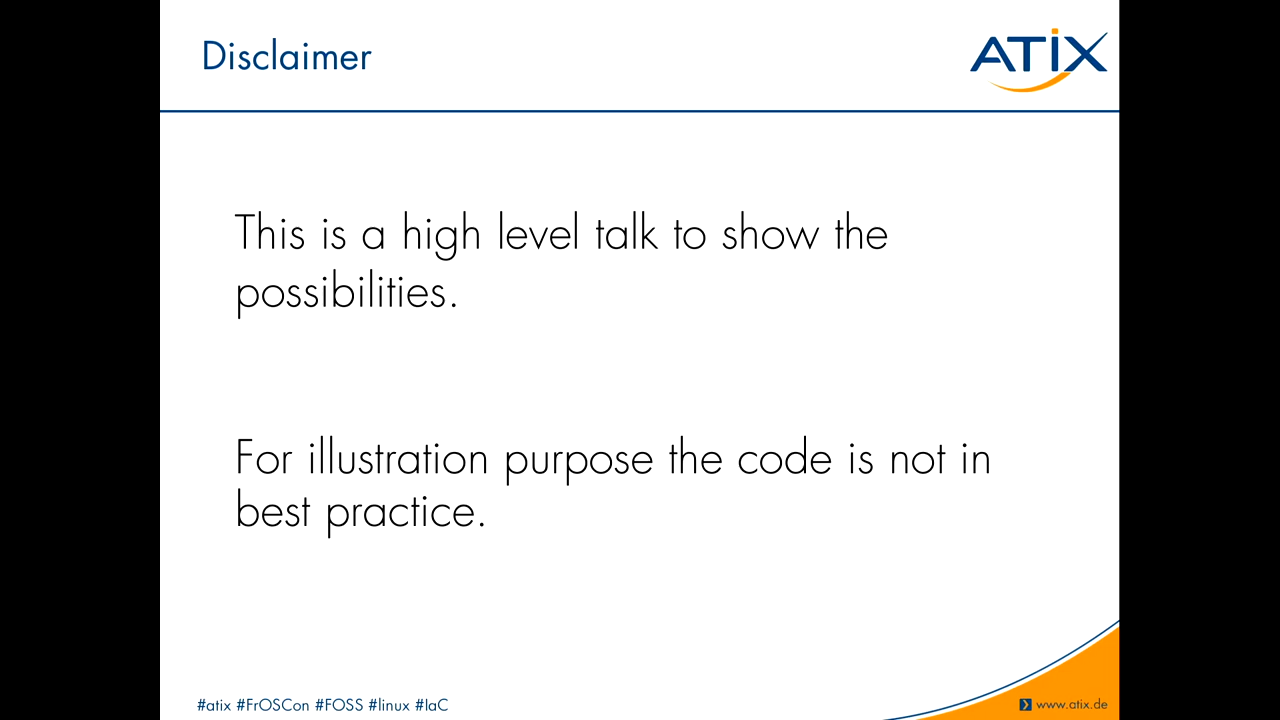 Disclaimer
ATIX
This is a high level talk to show the
possibilities.
For illustration purpose the code is not in
best practice.
#atix #FrOSCon #FOSS #linux #IaC
www.atix.de